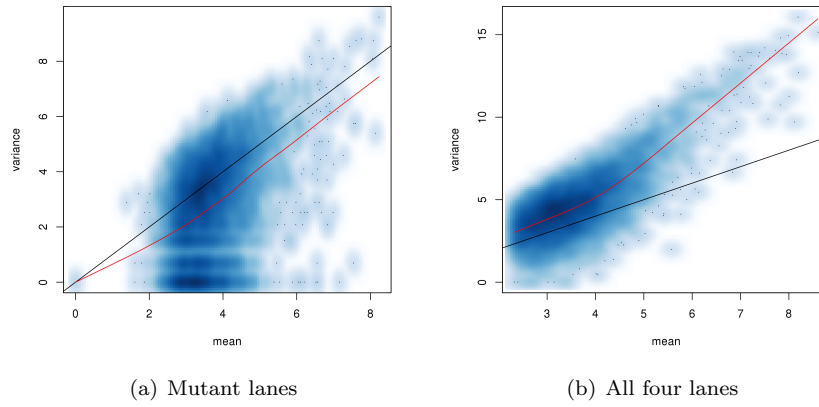 8
6
4
2
0
variance
0 2 4 6 8
mean
(a) Mutant lanes
15
10
5
0
variance
3 4 5 6 7 8
mean
(b) All four lanes